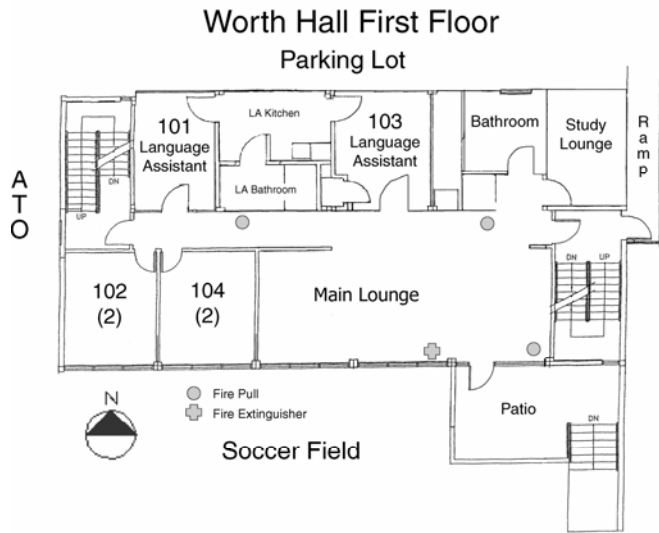 Worth Hall First Floor
Parking Lot
101
Language
Assistant
LA Kitchen
LA Bathroom
103
Language
Assistant
Bathroom
Study
Lounge
R
a
m
p
A
T
O
DN
UP
102
(2)
104
(2)
Main Lounge
DN
UP
Fire Pull
Fire Extinguisher
N
Soccer Field
Patio
DN